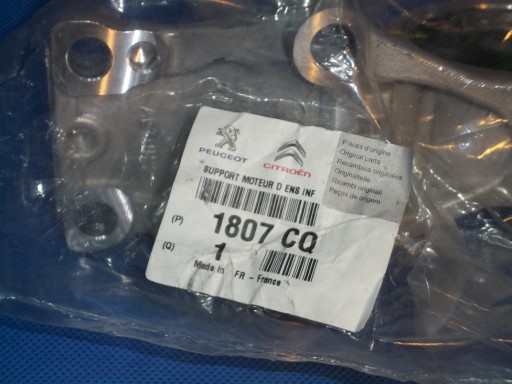 PEUGEOT
CITROËN
Pièces d'origine
Original parts
Recambios originales
Originalteile
Ricambi originali
Peças de origem
SUPPORT MOTEUR D ENS INF
(P) 1807 CQ
(Q) 1
Made in FR - France